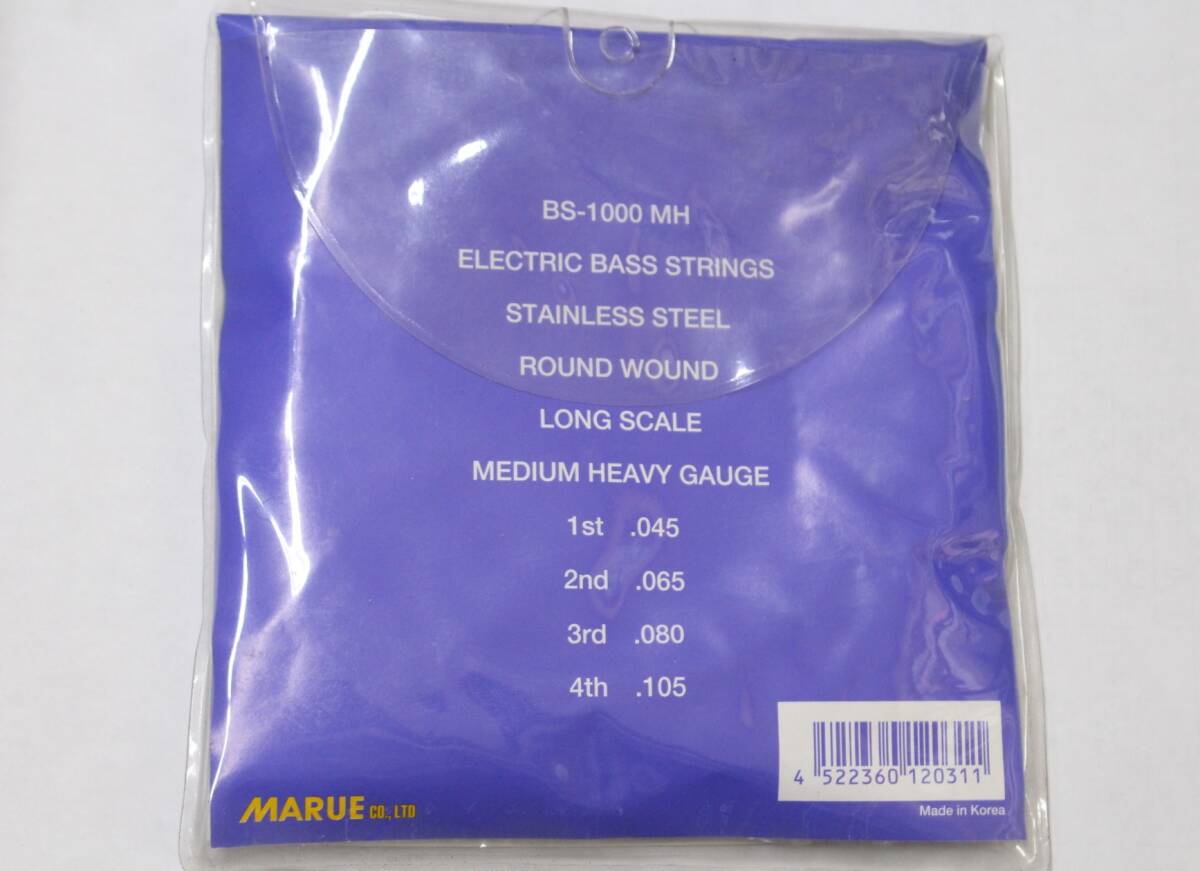 BS-1000 MH
ELECTRIC BASS STRINGS
STAINLESS STEEL
ROUND WOUND
LONG SCALE
MEDIUM HEAVY GAUGE
1st .045
2nd .065
3rd .080
4th .105
4 522360 120311
MARUE CO., LTD
Made in Korea